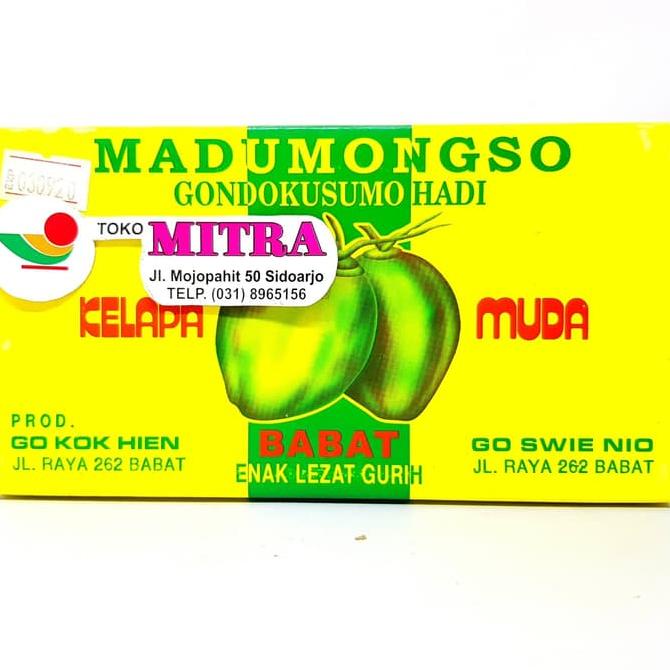 MADUMONGSO
GONDOKUSUMO HADI
030920
TOKO MITRA
Jl. Mojopahit 50 Sidoarjo
TELP. (031) 8965156
KELAPA MUDA
PROD.
GO KOK HIEN
JL. RAYA 262 BABAT
BABAT
ENAK LEZAT GURIH
GO SWIE NIO
JL. RAYA 262 BABAT